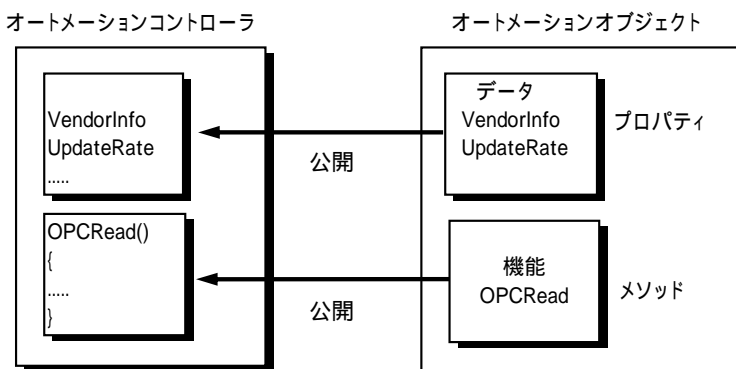 オートメーションコントローラ
オートメーションオブジェクト
VendorInfo
UpdateRate
.....
公開
データ
VendorInfo
UpdateRate
プロパティ
OPCRead()
{
.....
}
公開
機能
OPCRead
メソッド